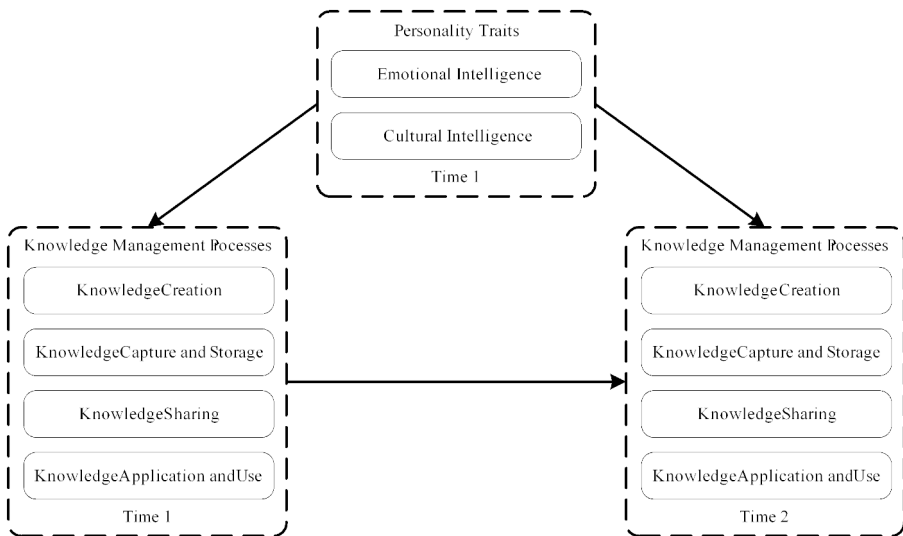 Personality Traits
Emotional Intelligence
Cultural Intelligence
Time 1
Knowledge Management Pocesses
KnowledgeCreation
KnowledgeCapture and Storage
KnowledgeSharing
KnowledgeApplication andUse
Time 1
Knowledge Management Pocesses
KnowledgeCreation
KnowledgeCapture and Storage
KnowledgeSharing
KnowledgeApplication andUse
Time 2